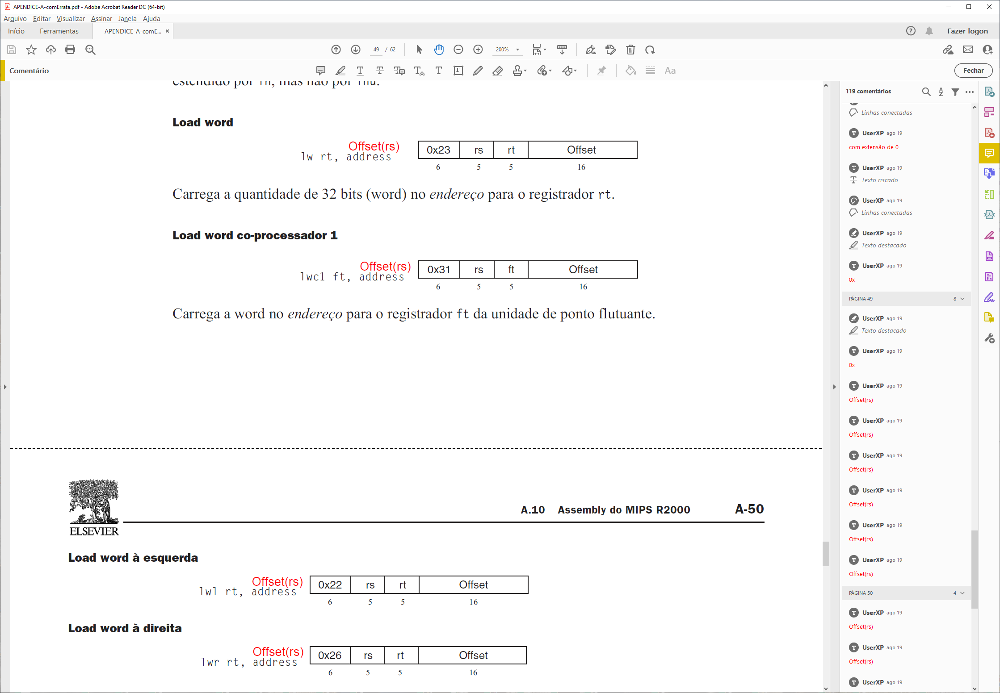 APENDICE-A-comErrata.pdf - Adobe Acrobat Reader DC (64-bit)
Arquivo Editar Visualizar Assinar Janela Ajuda
Início Ferramentas APENDICE-A-comE... × Fazer logon
49 / 62 200%
Comentário Fechar
estendido por lh, mas não por lhu.
Load word
Offset(rs)
lw rt, address 0x23 rs rt Offset
6 5 5 16
Carrega a quantidade de 32 bits (word) no endereço para o registrador rt.
Load word co-processador 1
Offset(rs)
lwc1 ft, address 0x31 rs ft Offset
6 5 5 16
Carrega a word no endereço para o registrador ft da unidade de ponto flutuante.
ELSEVIER
A.10 Assembly do MIPS R2000 A-50
Load word à esquerda
Offset(rs)
lwl rt, address 0x22 rs rt Offset
6 5 5 16
Load word à direita
Offset(rs)
lwr rt, address 0x26 rs rt Offset
6 5 5 16
119 comentários
Linhas conectadas
UserXP ago 19
com extensão de 0
UserXP ago 19
Texto riscado
UserXP ago 19
Linhas conectadas
UserXP ago 19
Texto destacado
UserXP ago 19
0x
PÁGINA 49 8
UserXP ago 19
Texto destacado
UserXP ago 19
0x
UserXP ago 19
Offset(rs)
UserXP ago 19
Offset(rs)
UserXP ago 19
Offset(rs)
UserXP ago 19
Offset(rs)
UserXP ago 19
Offset(rs)
UserXP ago 19
Offset(rs)
PÁGINA 50 4
UserXP ago 19
Offset(rs)
UserXP ago 19
Offset(rs)
UserXP ago 19